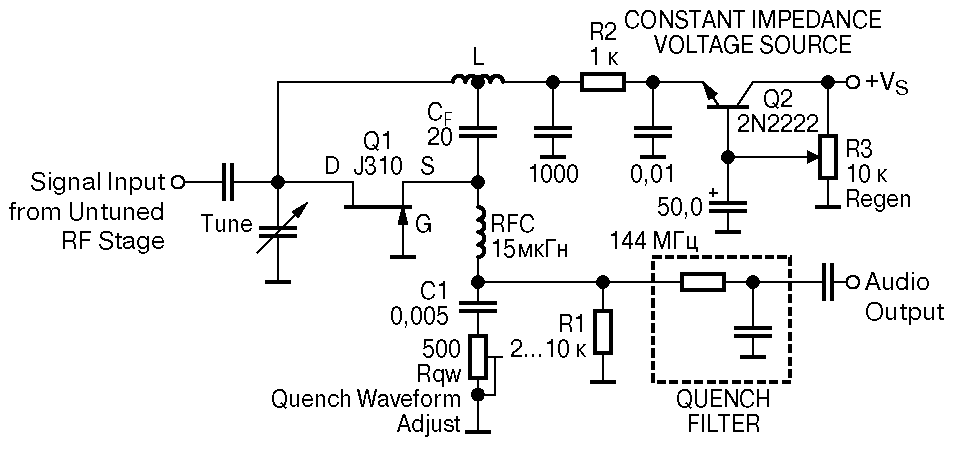 CONSTANT IMPEDANCE
VOLTAGE SOURCE
R2
1 к
L
+VS
Q2
2N2222
CF
20
Q1
J310
D
S
G
1000
0,01
R3
10 к
Regen
+
50,0
Signal Input
from Untuned
RF Stage
Tune
RFC
15мкГн
144 МГц
Audio
Output
C1
0,005
R1
2...10 к
500
Rqw
Quench Waveform
Adjust
QUENCH
FILTER